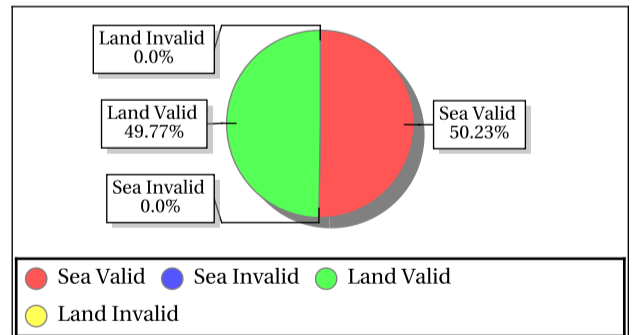 Land Invalid
0.0%
Land Valid
49.77%
Sea Valid
50.23%
Sea Invalid
0.0%
Sea Valid Sea Invalid Land Valid
Land Invalid